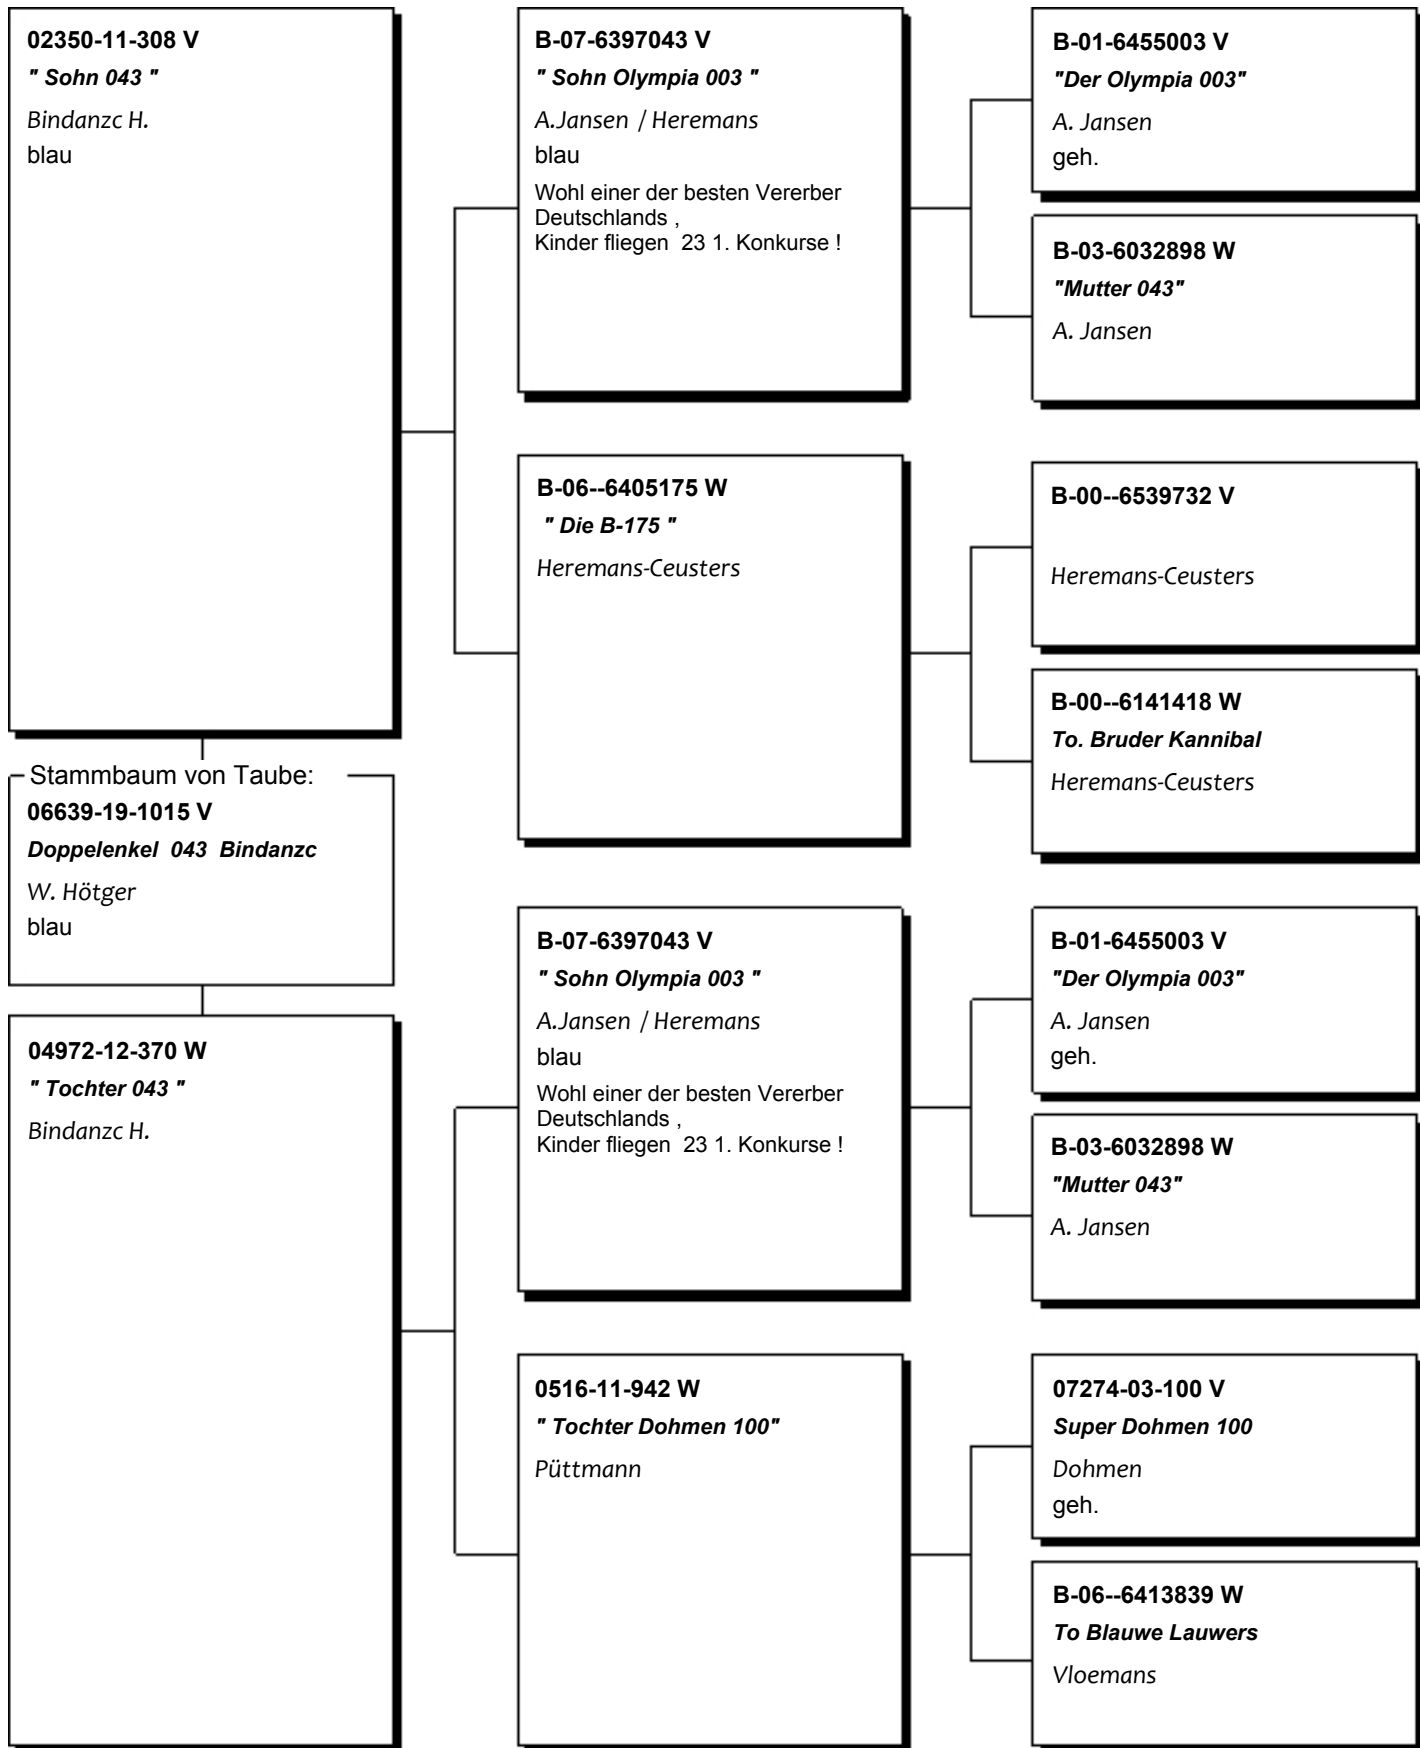 02350-11-308 V
" Sohn 043 "
Bindanzc H.
blau
Stammbaum von Taube:
06639-19-1015 V
Doppelenkel 043 Bindanzc
W. Hötger
blau
04972-12-370 W
" Tochter 043 "
Bindanzc H.
B-07-6397043 V
" Sohn Olympia 003 "
A.Jansen / Heremans
blau
Wohl einer der besten Vererber
Deutschlands ,
Kinder fliegen 23 1. Konkurse !
B-06--6405175 W
" Die B-175 "
Heremans-Ceusters
B-07-6397043 V
" Sohn Olympia 003 "
A.Jansen / Heremans
blau
Wohl einer der besten Vererber
Deutschlands ,
Kinder fliegen 23 1. Konkurse !
0516-11-942 W
" Tochter Dohmen 100"
Püttmann
B-01-6455003 V
"Der Olympia 003"
A. Jansen
geh.
B-03-6032898 W
"Mutter 043"
A. Jansen
B-00--6539732 V
Heremans-Ceusters
B-00--6141418 W
To. Bruder Kannibal
Heremans-Ceusters
B-01-6455003 V
"Der Olympia 003"
A. Jansen
geh.
B-03-6032898 W
"Mutter 043"
A. Jansen
07274-03-100 V
Super Dohmen 100
Dohmen
geh.
B-06--6413839 W
To Blauwe Lauwers
Vloemans